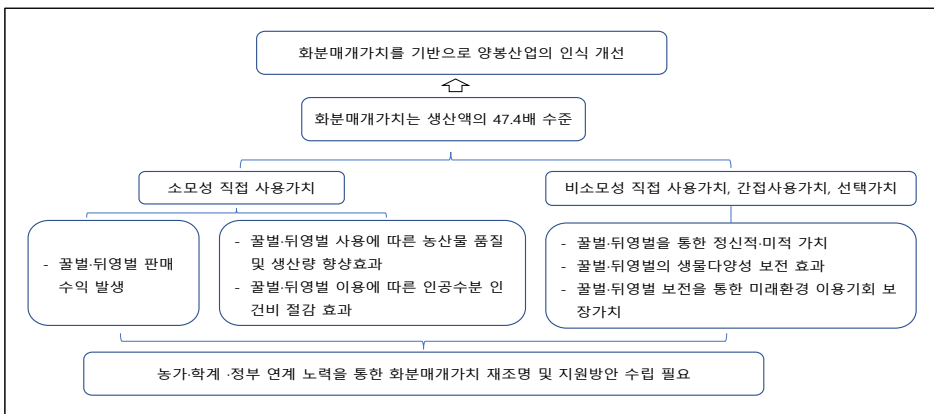 화분매개가치를 기반으로 양봉산업의 인식 개선
화분매개가치는 생산액의 47.4배 수준
소모성 직접 사용가치
비소모성 직접 사용가치, 간접사용가치, 선택가치
- 꿀벌·뒤영벌 판매
수익 발생
- 꿀벌·뒤영벌 사용에 따른 농산물 품질
및 생산량 향샹효과
- 꿀벌·뒤영벌 이용에 따른 인공수분 인
건비 절감 효과
- 꿀벌·뒤영벌을 통한 정신적·미적 가치
- 꿀벌·뒤영벌의 생물다양성 보전 효과
- 꿀벌·뒤영벌 보전을 통한 미래환경 이용기회 보
장가치
농가·학계 ·정부 연계 노력을 통한 화분매개가치 재조명 및 지원방안 수립 필요